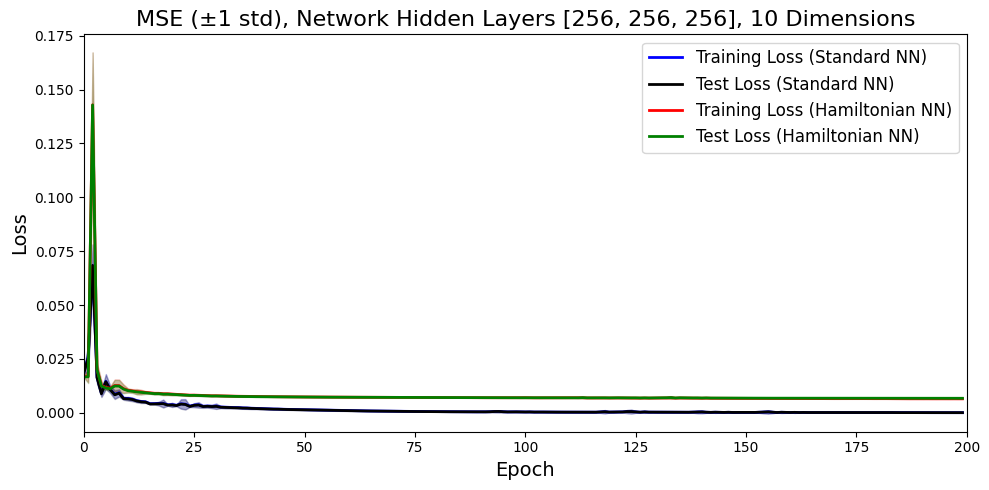 MSE (±1 std), Network Hidden Layers [256, 256, 256], 10 Dimensions
0.175
0.150
0.125
0.100
0.075
0.050
0.025
0.000
Loss
Training Loss (Standard NN)
Test Loss (Standard NN)
Training Loss (Hamiltonian NN)
Test Loss (Hamiltonian NN)
0 25 50 75 100 125 150 175 200
Epoch